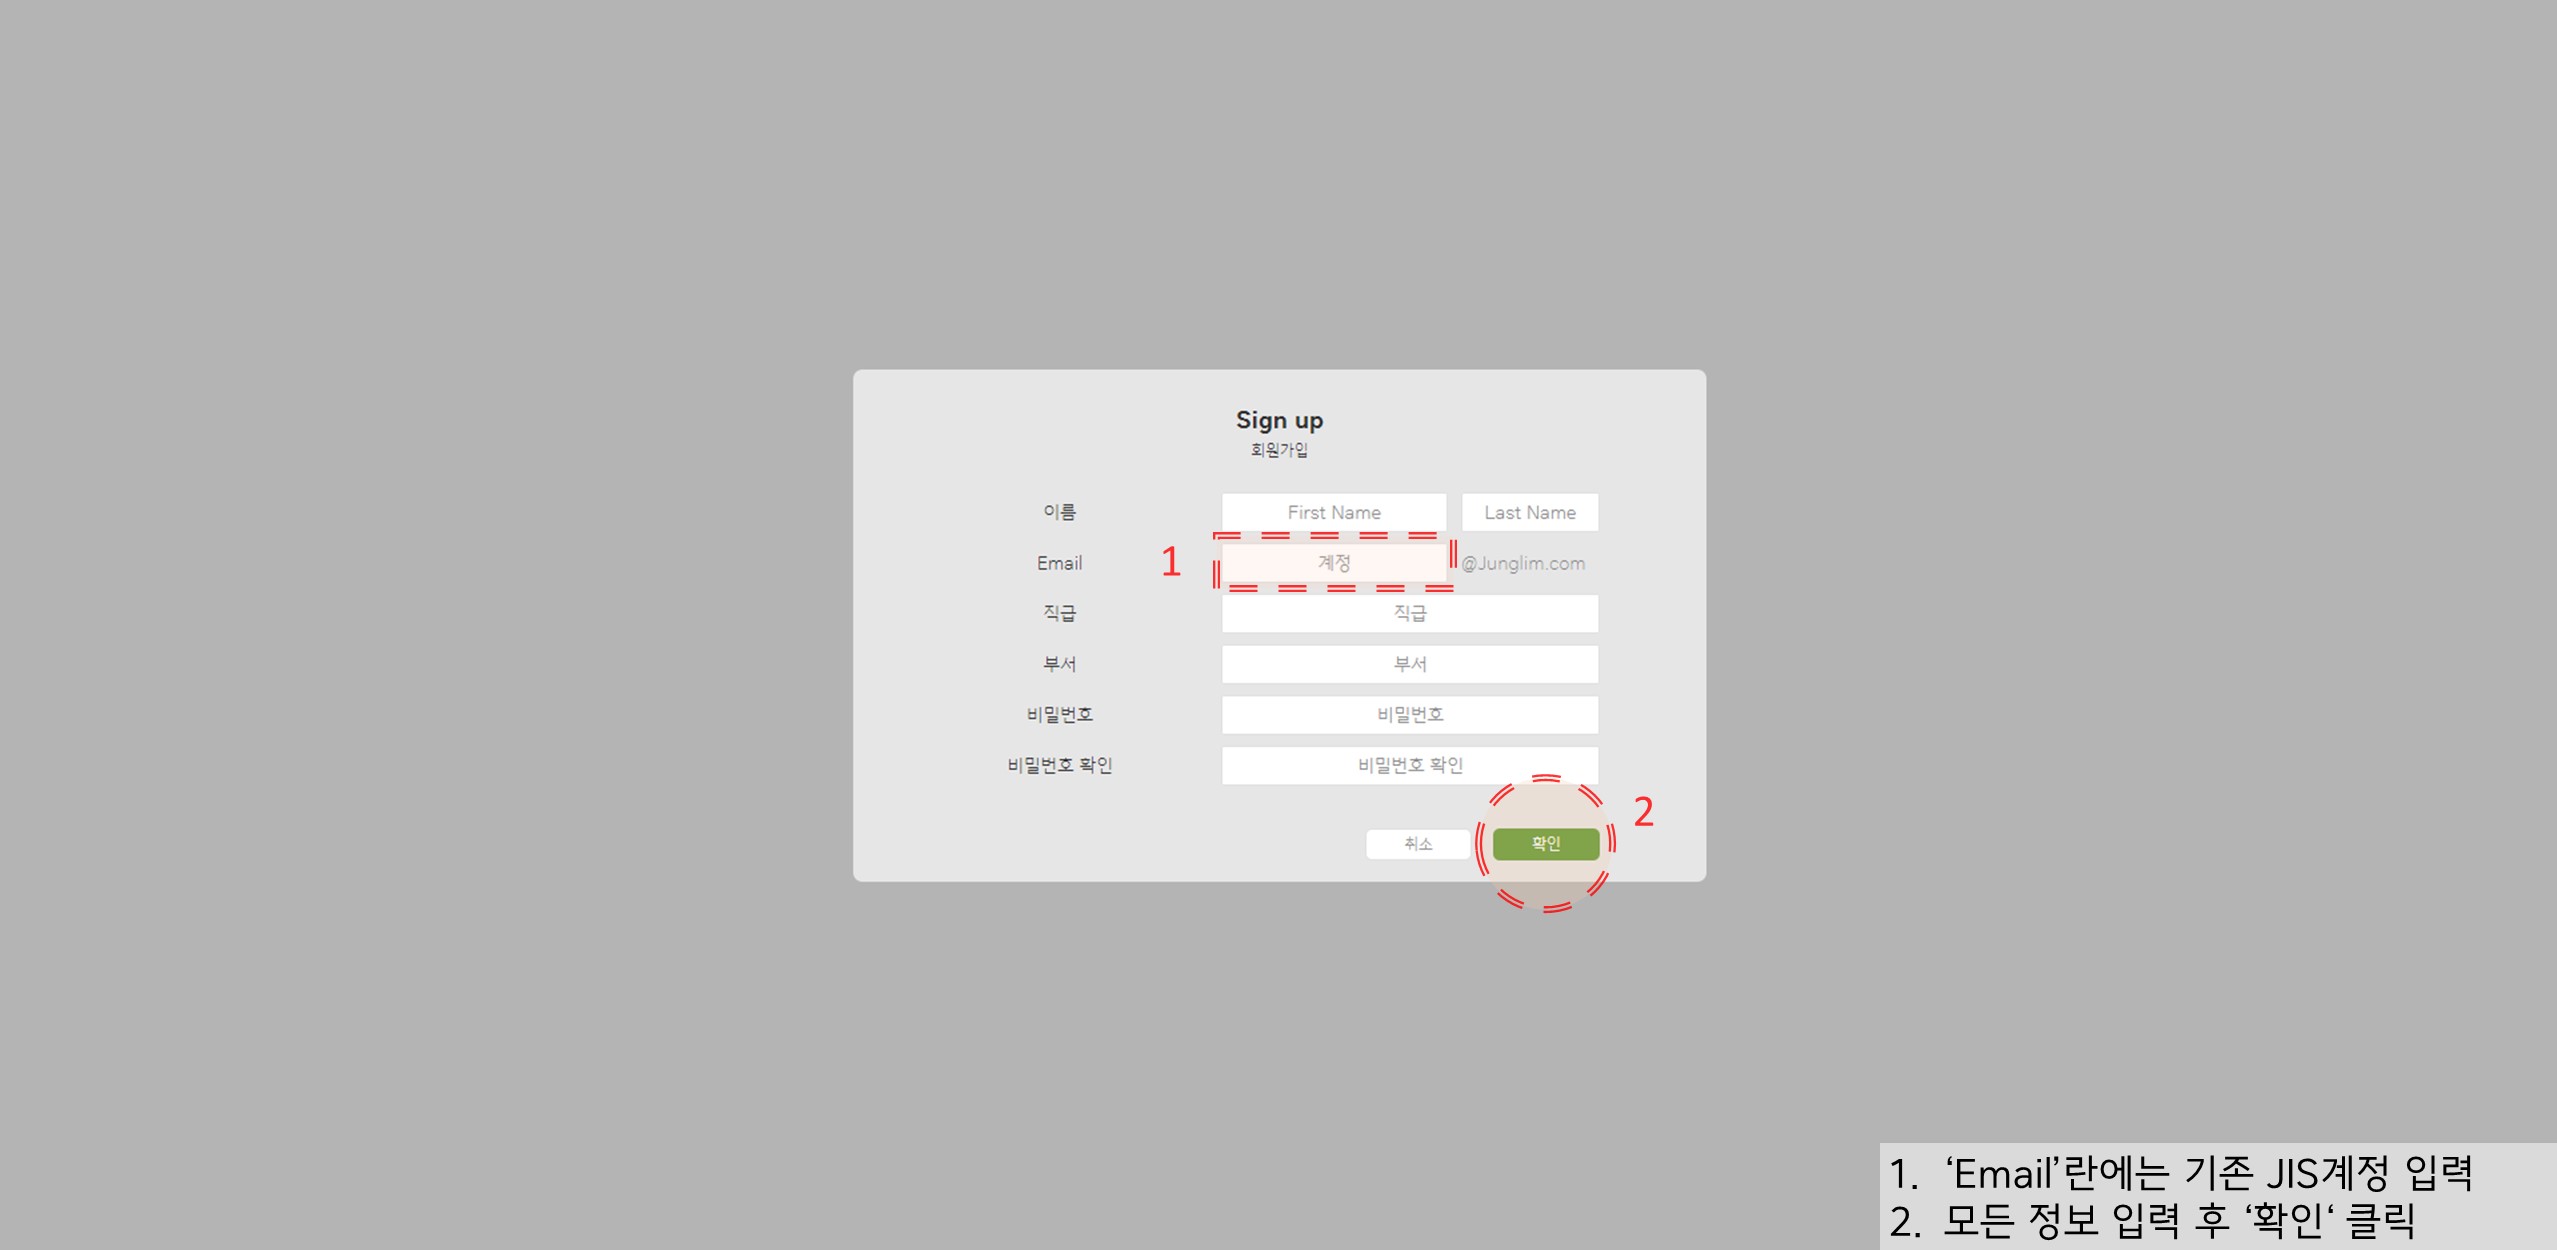 Sign up
회원가입
이름 First Name Last Name
Email 1 계정 @Junglim.com
직급 직급
부서 부서
비밀번호 비밀번호
비밀번호 확인 비밀번호 확인
2
취소 확인
1. ‘Email’란에는 기존 JIS계정 입력
2. 모든 정보 입력 후 ‘확인‘ 클릭